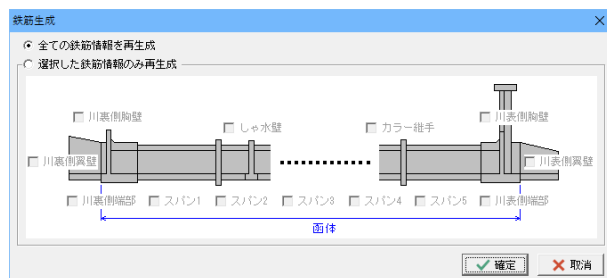 鉄筋生成
全ての鉄筋情報を再生成
選択した鉄筋情報のみ再生成
川裏側胸壁
川表側胸壁
しゃ水壁
カラー継手
川裏側翼壁
川表側翼壁
川裏側端部 スパン1 スパン2 スパン3 スパン4 スパン5 川表側端部
函体
確定 取消